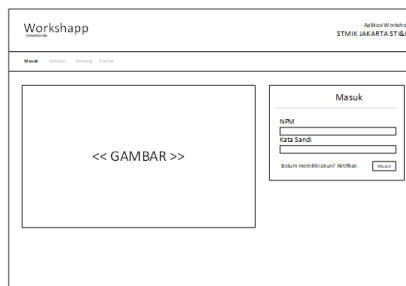 Workshapp
Aplikasi Worksho
STMIK JAKARTA STI&
Masuk Aktivasi Tentang Kontak
<< GAMBAR >>
Masuk
NPM
Kata Sandi
Belum memiliki akun? Aktifkan
Masuk